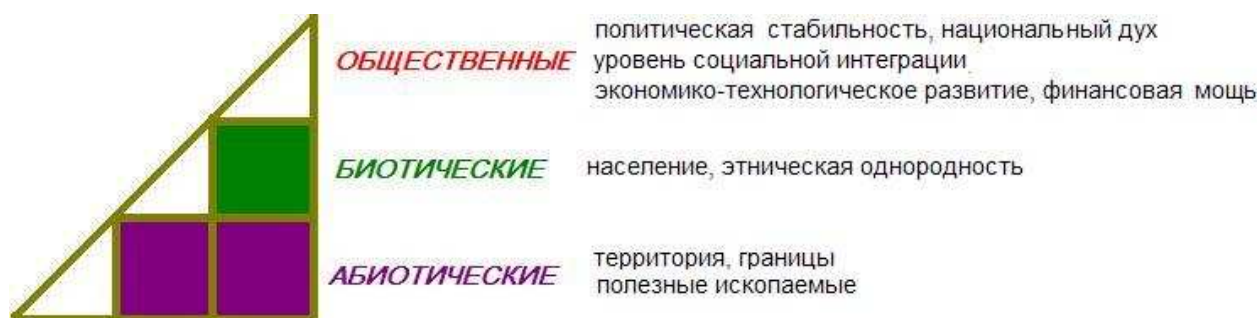 ОБЩЕСТВЕННЫЕ
политическая стабильность, национальный дух
уровень социальной интеграции
экономико-технологическое развитие, финансовая мощь
БИОТИЧЕСКИЕ
население, этническая однородность
АБИОТИЧЕСКИЕ
территория, границы
полезные ископаемые